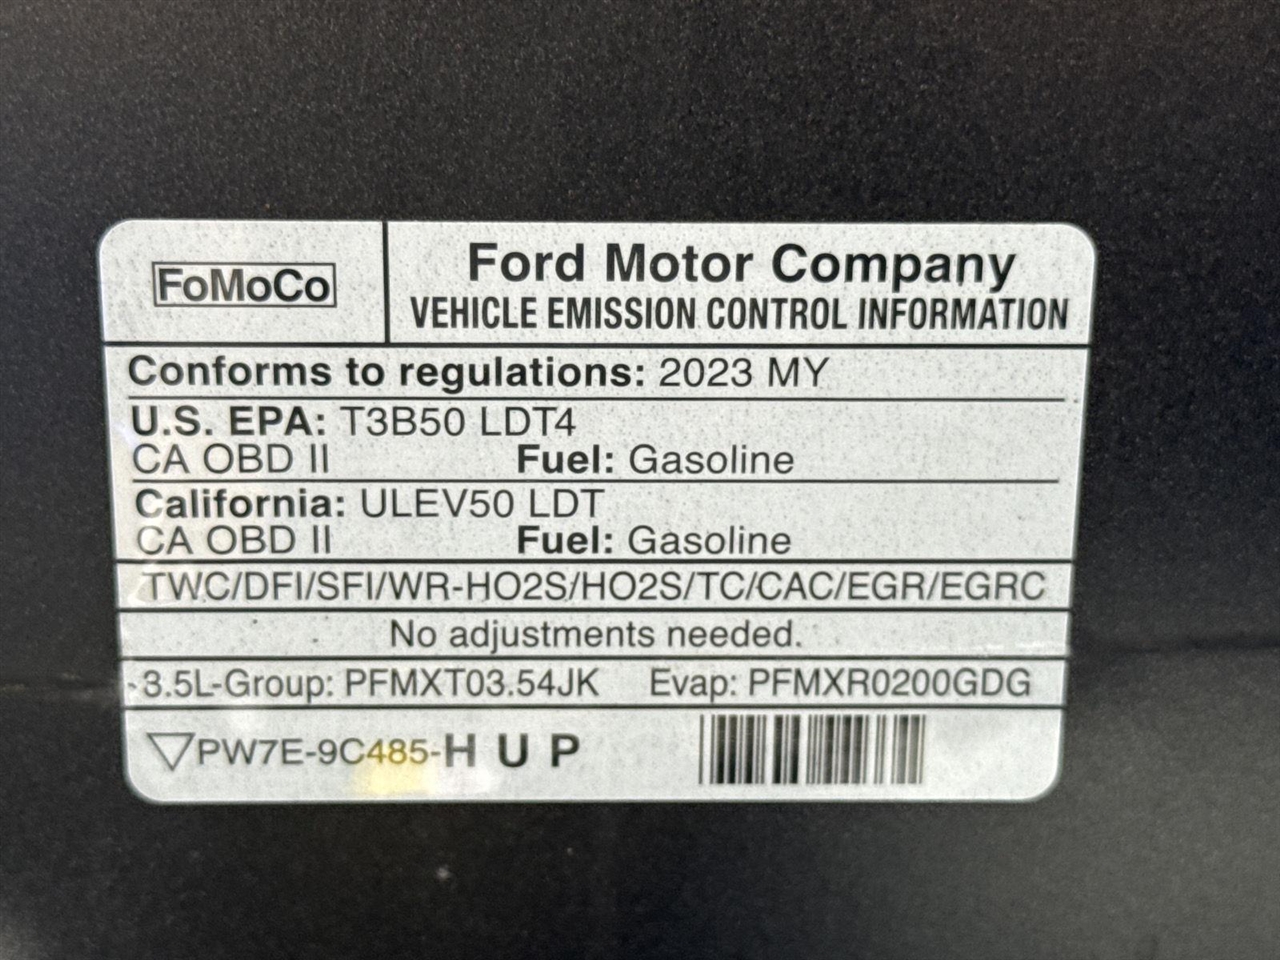 FoMoCo
Ford Motor Company
VEHICLE EMISSION CONTROL INFORMATION
Conforms to regulations: 2023 MY
U.S. EPA: T3B50 LDT4
CA OBD II Fuel: Gasoline
California: ULEV50 LDT
CA OBD II Fuel: Gasoline
TWC/DFI/SFI/WR-HO2S/HO2S/TC/CAC/EGR/EGRC
No adjustments needed.
3.5L-Group: PFMXT03.54JK Evap: PFMXR0200GDG
PW7E-9C485-H U P